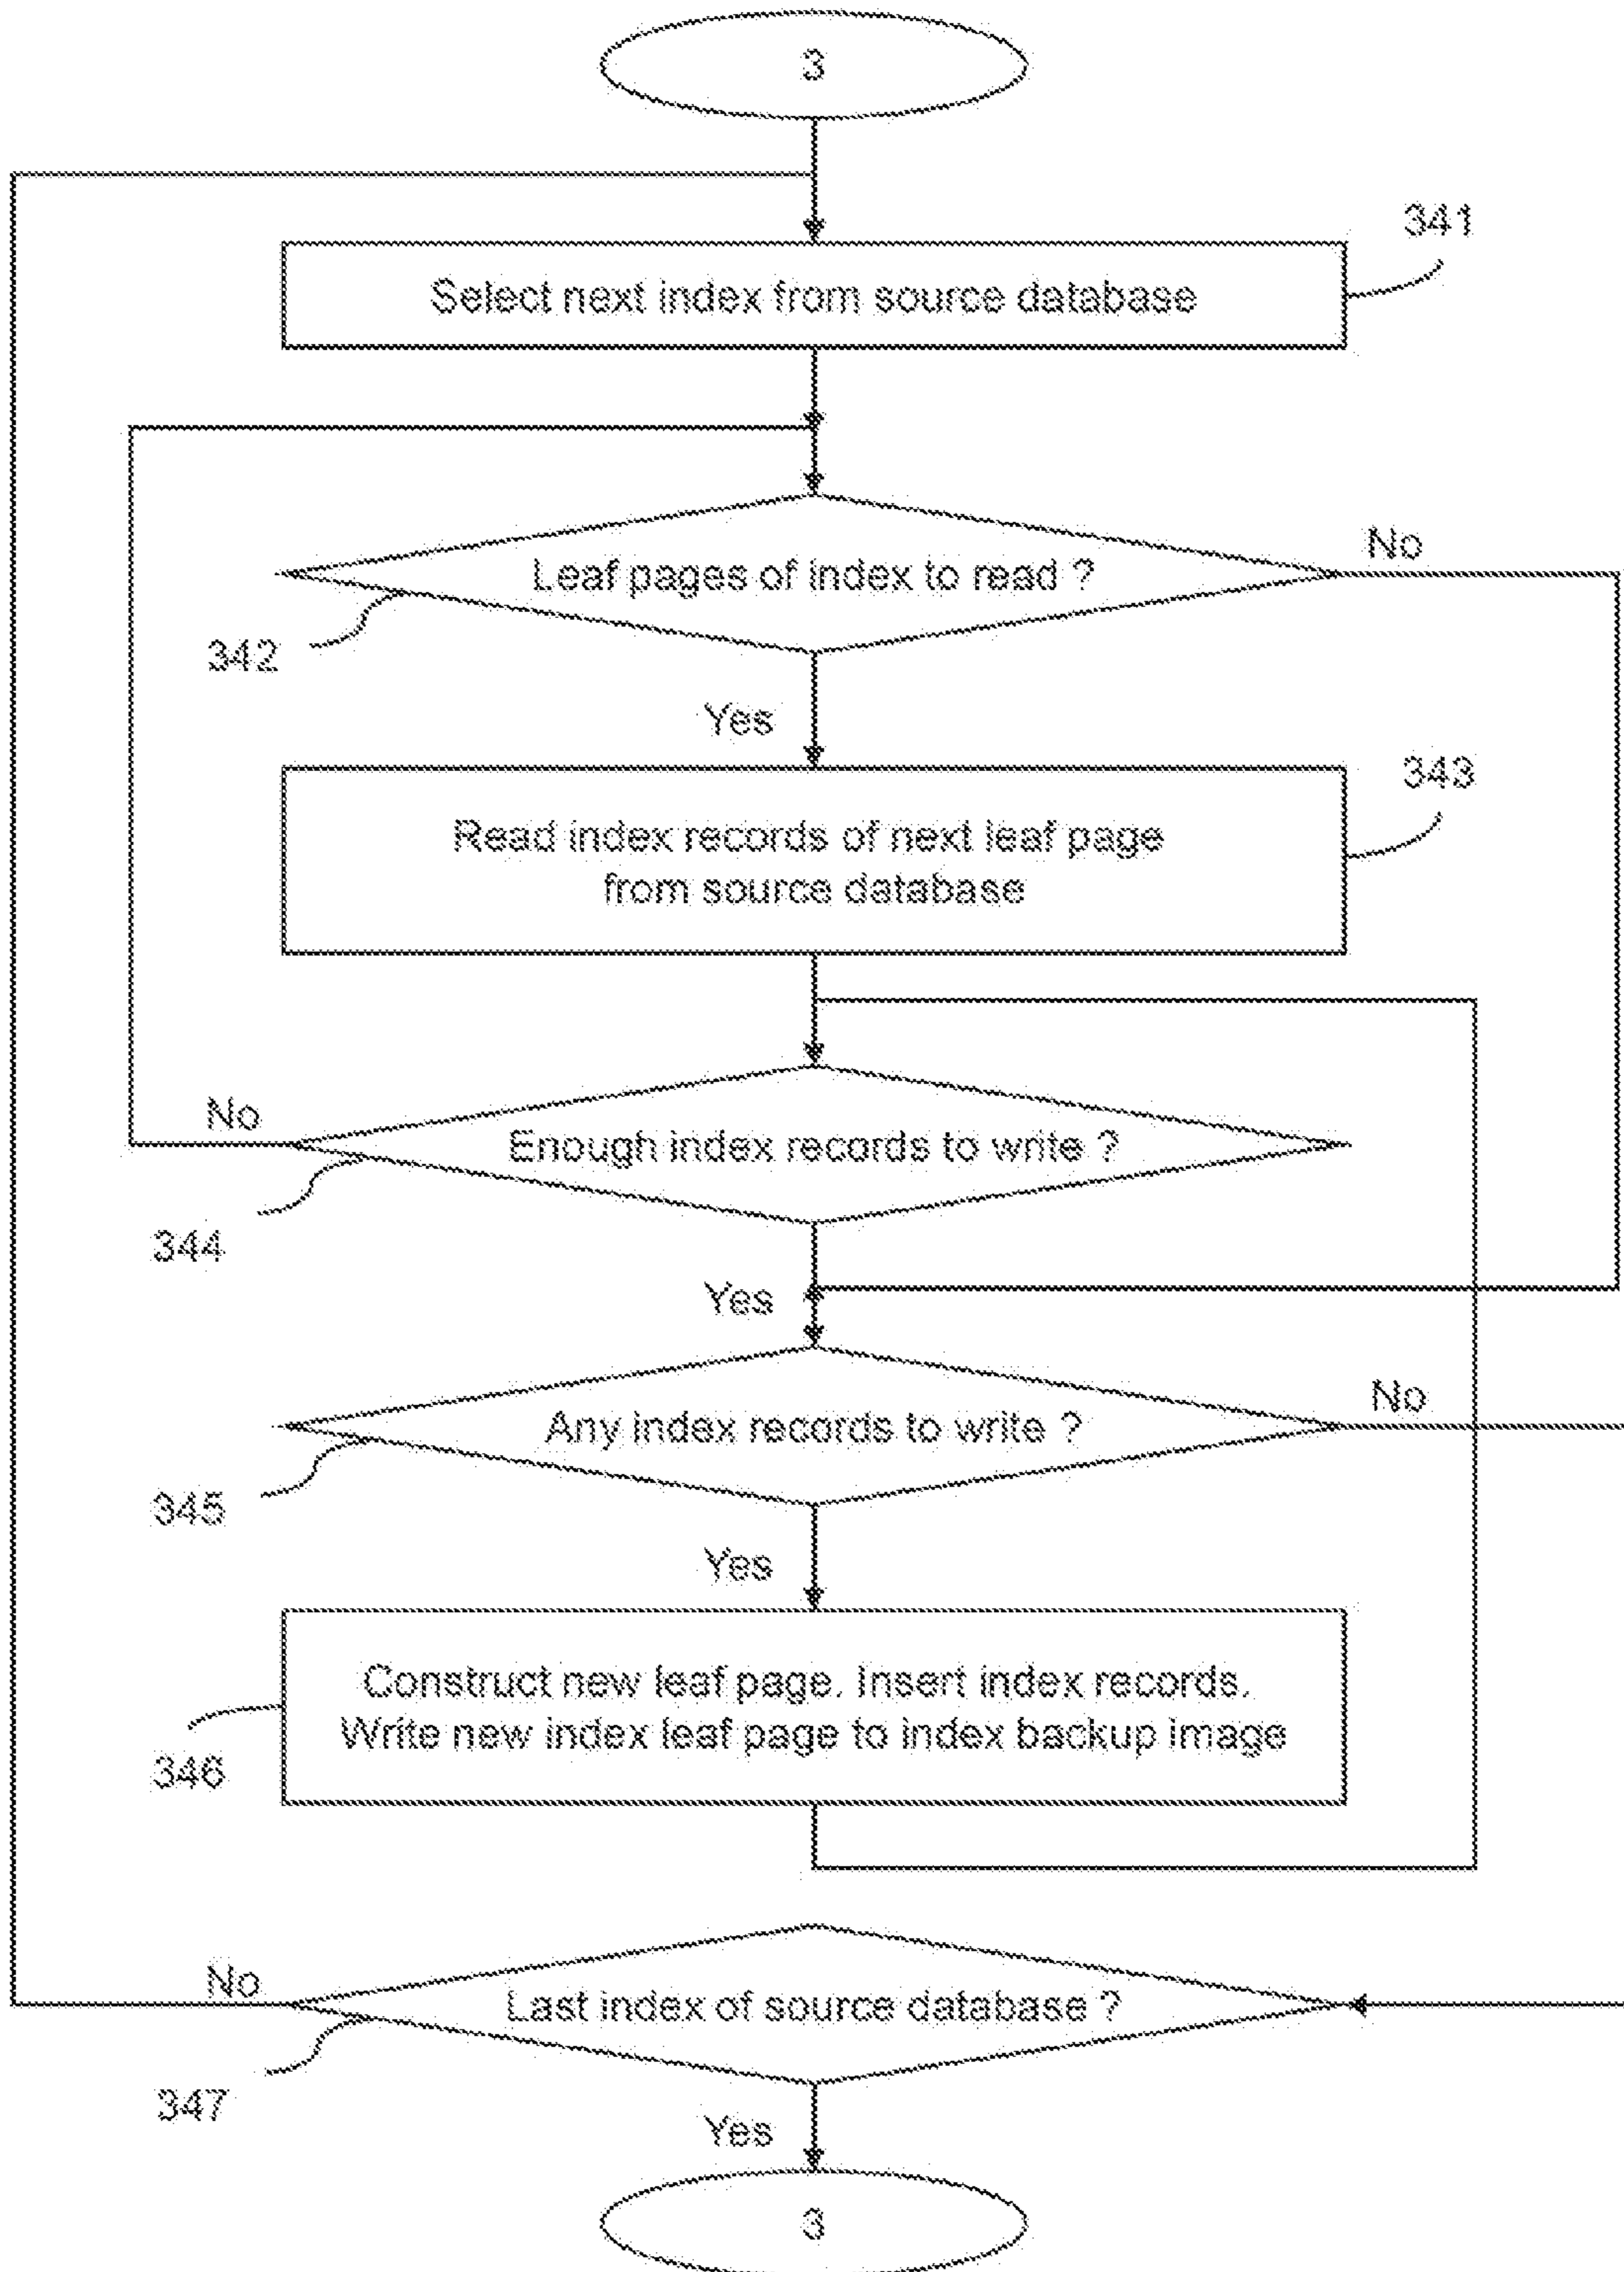 3
341
Select next index from source database
No
Leaf pages of index to read ?
342
Yes
343
Read index records of next leaf page
from source database
No
Enough index records to write ?
344
Yes
No
Any index records to write ?
345
Yes
Construct new leaf page. Insert index records.
Write new index leaf page to index backup image
346
No
Last index of source database ?
347
Yes
3